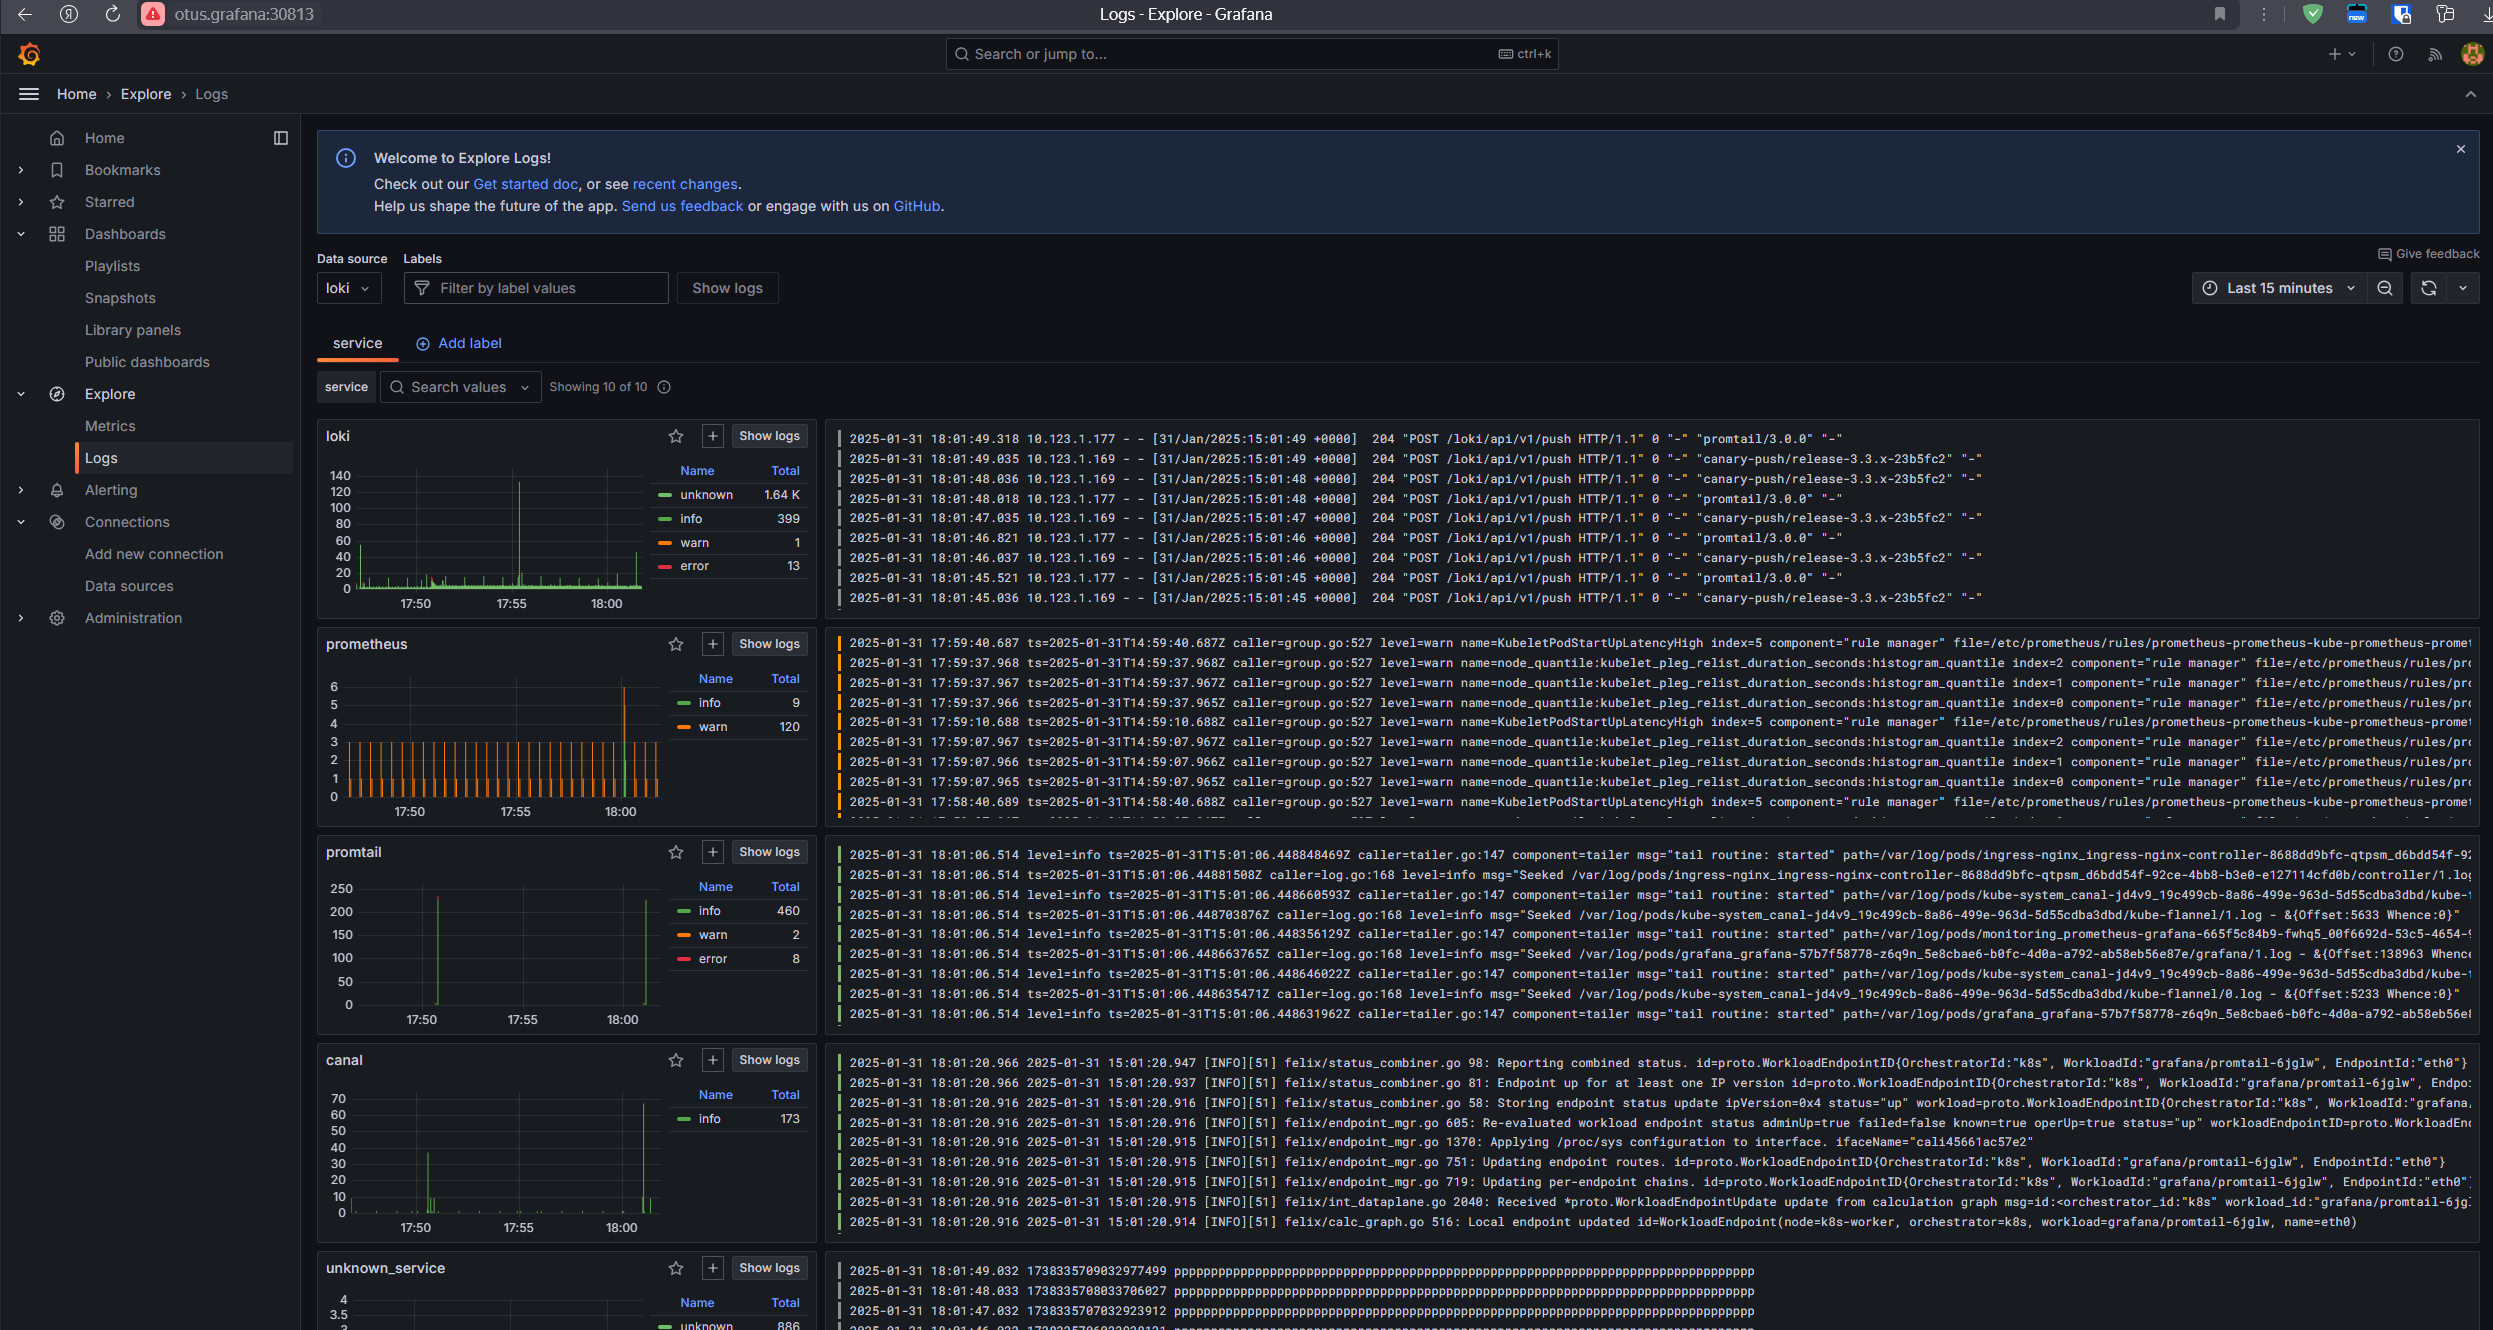 otus.grafana:30813
Logs - Explore - Grafana
Search or jump to...
ctrl+k
Home
Explore
Logs
Home
Bookmarks
Starred
Dashboards
Playlists
Snapshots
Library panels
Public dashboards
Explore
Metrics
Logs
Alerting
Connections
Add new connection
Data sources
Administration
Welcome to Explore Logs!
Check out our Get started doc, or see recent changes.
Help us shape the future of the app. Send us feedback or engage with us on GitHub.
Give feedback
Data source
Labels
loki
Filter by label values
Show logs
Last 15 minutes
service
Add label
service
Search values
Showing 10 of 10
loki
Show logs
Name Total
unknown 1.64 K
info 399
warn 1
error 13
140
120
100
80
60
40
20
0
17:50 17:55 18:00
2025-01-31 18:01:49.318 10.123.1.177 - - [31/Jan/2025:15:01:49 +0000]  204 "POST /loki/api/v1/push HTTP/1.1" 0 "-" "promtail/3.0.0" "-"
2025-01-31 18:01:49.035 10.123.1.169 - - [31/Jan/2025:15:01:49 +0000]  204 "POST /loki/api/v1/push HTTP/1.1" 0 "-" "canary-push/release-3.3.x-23b5fc2" "-"
2025-01-31 18:01:48.036 10.123.1.169 - - [31/Jan/2025:15:01:48 +0000]  204 "POST /loki/api/v1/push HTTP/1.1" 0 "-" "canary-push/release-3.3.x-23b5fc2" "-"
2025-01-31 18:01:48.018 10.123.1.177 - - [31/Jan/2025:15:01:48 +0000]  204 "POST /loki/api/v1/push HTTP/1.1" 0 "-" "promtail/3.0.0" "-"
2025-01-31 18:01:47.035 10.123.1.169 - - [31/Jan/2025:15:01:47 +0000]  204 "POST /loki/api/v1/push HTTP/1.1" 0 "-" "canary-push/release-3.3.x-23b5fc2" "-"
2025-01-31 18:01:46.821 10.123.1.177 - - [31/Jan/2025:15:01:46 +0000]  204 "POST /loki/api/v1/push HTTP/1.1" 0 "-" "promtail/3.0.0" "-"
2025-01-31 18:01:46.037 10.123.1.169 - - [31/Jan/2025:15:01:46 +0000]  204 "POST /loki/api/v1/push HTTP/1.1" 0 "-" "canary-push/release-3.3.x-23b5fc2" "-"
2025-01-31 18:01:45.521 10.123.1.177 - - [31/Jan/2025:15:01:45 +0000]  204 "POST /loki/api/v1/push HTTP/1.1" 0 "-" "promtail/3.0.0" "-"
2025-01-31 18:01:45.036 10.123.1.169 - - [31/Jan/2025:15:01:45 +0000]  204 "POST /loki/api/v1/push HTTP/1.1" 0 "-" "canary-push/release-3.3.x-23b5fc2" "-"
prometheus
Show logs
Name Total
info 9
warn 120
6
5
4
3
2
1
0
17:50 17:55 18:00
2025-01-31 17:59:40.687 ts=2025-01-31T14:59:40.687Z caller=group.go:527 level=warn name=KubeletPodStartUpLatencyHigh index=5 component="rule manager" file=/etc/prometheus/rules/prometheus-prometheus-kube-prometheus-promet
2025-01-31 17:59:37.968 ts=2025-01-31T14:59:37.968Z caller=group.go:527 level=warn name=node_quantile:kubelet_pleg_relist_duration_seconds:histogram_quantile index=2 component="rule manager" file=/etc/prometheus/rules/pro
2025-01-31 17:59:37.967 ts=2025-01-31T14:59:37.967Z caller=group.go:527 level=warn name=node_quantile:kubelet_pleg_relist_duration_seconds:histogram_quantile index=1 component="rule manager" file=/etc/prometheus/rules/pro
2025-01-31 17:59:37.966 ts=2025-01-31T14:59:37.965Z caller=group.go:527 level=warn name=node_quantile:kubelet_pleg_relist_duration_seconds:histogram_quantile index=0 component="rule manager" file=/etc/prometheus/rules/pro
2025-01-31 17:59:10.688 ts=2025-01-31T14:59:10.688Z caller=group.go:527 level=warn name=KubeletPodStartUpLatencyHigh index=5 component="rule manager" file=/etc/prometheus/rules/prometheus-prometheus-kube-prometheus-promet
2025-01-31 17:59:07.967 ts=2025-01-31T14:59:07.967Z caller=group.go:527 level=warn name=node_quantile:kubelet_pleg_relist_duration_seconds:histogram_quantile index=2 component="rule manager" file=/etc/prometheus/rules/pro
2025-01-31 17:59:07.966 ts=2025-01-31T14:59:07.966Z caller=group.go:527 level=warn name=node_quantile:kubelet_pleg_relist_duration_seconds:histogram_quantile index=1 component="rule manager" file=/etc/prometheus/rules/pro
2025-01-31 17:59:07.965 ts=2025-01-31T14:59:07.965Z caller=group.go:527 level=warn name=node_quantile:kubelet_pleg_relist_duration_seconds:histogram_quantile index=0 component="rule manager" file=/etc/prometheus/rules/pro
2025-01-31 17:58:40.689 ts=2025-01-31T14:58:40.688Z caller=group.go:527 level=warn name=KubeletPodStartUpLatencyHigh index=5 component="rule manager" file=/etc/prometheus/rules/prometheus-prometheus-kube-prometheus-promet
promtail
Show logs
Name Total
info 460
warn 2
error 8
250
200
150
100
50
0
17:50 17:55 18:00
2025-01-31 18:01:06.514 level=info ts=2025-01-31T15:01:06.448848469Z caller=tailer.go:147 component=tailer msg="tail routine: started" path=/var/log/pods/ingress-nginx_ingress-nginx-controller-8688dd9bfc-qtpsm_d6bdd54f-92
2025-01-31 18:01:06.514 ts=2025-01-31T15:01:06.44881508Z caller=log.go:168 level=info msg="Seeked /var/log/pods/ingress-nginx_ingress-nginx-controller-8688dd9bfc-qtpsm_d6bdd54f-92ce-4bb8-b3e0-e127114cfd0b/controller/1.log
2025-01-31 18:01:06.514 level=info ts=2025-01-31T15:01:06.448660593Z caller=tailer.go:147 component=tailer msg="tail routine: started" path=/var/log/pods/kube-system_canal-jd4v9_19c499cb-8a86-499e-963d-5d55cdba3dbd/kube-f
2025-01-31 18:01:06.514 ts=2025-01-31T15:01:06.448703876Z caller=log.go:168 level=info msg="Seeked /var/log/pods/kube-system_canal-jd4v9_19c499cb-8a86-499e-963d-5d55cdba3dbd/kube-flannel/1.log - &{Offset:5633 Whence:0}"
2025-01-31 18:01:06.514 level=info ts=2025-01-31T15:01:06.448356129Z caller=tailer.go:147 component=tailer msg="tail routine: started" path=/var/log/pods/monitoring_prometheus-grafana-665f5c84b9-fwhq5_00f6692d-53c5-4654-9
2025-01-31 18:01:06.514 ts=2025-01-31T15:01:06.448663765Z caller=log.go:168 level=info msg="Seeked /var/log/pods/grafana_grafana-57b7f58778-z6q9n_5e8cbae6-b0fc-4d0a-a792-ab58eb56e87e/grafana/1.log - &{Offset:138963 Whence
2025-01-31 18:01:06.514 level=info ts=2025-01-31T15:01:06.448646022Z caller=tailer.go:147 component=tailer msg="tail routine: started" path=/var/log/pods/kube-system_canal-jd4v9_19c499cb-8a86-499e-963d-5d55cdba3dbd/kube-f
2025-01-31 18:01:06.514 ts=2025-01-31T15:01:06.448635471Z caller=log.go:168 level=info msg="Seeked /var/log/pods/kube-system_canal-jd4v9_19c499cb-8a86-499e-963d-5d55cdba3dbd/kube-flannel/0.log - &{Offset:5233 Whence:0}"
2025-01-31 18:01:06.514 level=info ts=2025-01-31T15:01:06.448631962Z caller=tailer.go:147 component=tailer msg="tail routine: started" path=/var/log/pods/grafana_grafana-57b7f58778-z6q9n_5e8cbae6-b0fc-4d0a-a792-ab58eb56e8
canal
Show logs
Name Total
info 173
70
60
50
40
30
20
10
0
17:50 17:55 18:00
2025-01-31 18:01:20.966 2025-01-31 15:01:20.947 [INFO][51] felix/status_combiner.go 98: Reporting combined status. id=proto.WorkloadEndpointID{OrchestratorId:"k8s", WorkloadId:"grafana/promtail-6jglw", EndpointId:"eth0"}
2025-01-31 18:01:20.966 2025-01-31 15:01:20.937 [INFO][51] felix/status_combiner.go 81: Endpoint up for at least one IP version id=proto.WorkloadEndpointID{OrchestratorId:"k8s", WorkloadId:"grafana/promtail-6jglw", Endpo
2025-01-31 18:01:20.916 2025-01-31 15:01:20.916 [INFO][51] felix/status_combiner.go 58: Storing endpoint status update ipVersion=0x4 status="up" workload=proto.WorkloadEndpointID{OrchestratorId:"k8s", WorkloadId:"grafana/
2025-01-31 18:01:20.916 2025-01-31 15:01:20.916 [INFO][51] felix/endpoint_mgr.go 605: Re-evaluated workload endpoint status adminUp=true failed=false known=true operUp=true status="up" workloadEndpointID=proto.WorkloadEnd
2025-01-31 18:01:20.916 2025-01-31 15:01:20.915 [INFO][51] felix/endpoint_mgr.go 1370: Applying /proc/sys configuration to interface. ifaceName="cali45661ac57e2"
2025-01-31 18:01:20.916 2025-01-31 15:01:20.915 [INFO][51] felix/endpoint_mgr.go 751: Updating endpoint routes. id=proto.WorkloadEndpointID{OrchestratorId:"k8s", WorkloadId:"grafana/promtail-6jglw", EndpointId:"eth0"}
2025-01-31 18:01:20.916 2025-01-31 15:01:20.915 [INFO][51] felix/endpoint_mgr.go 719: Updating per-endpoint chains. id=proto.WorkloadEndpointID{OrchestratorId:"k8s", WorkloadId:"grafana/promtail-6jglw", EndpointId:"eth0"
2025-01-31 18:01:20.916 2025-01-31 15:01:20.915 [INFO][51] felix/int_dataplane.go 2040: Received *proto.WorkloadEndpointUpdate update from calculation graph msg=id:<orchestrator_id:"k8s" workload_id:"grafana/promtail-6jgl
2025-01-31 18:01:20.916 2025-01-31 15:01:20.914 [INFO][51] felix/calc_graph.go 516: Local endpoint updated id=WorkloadEndpoint(node=k8s-worker, orchestrator=k8s, workload=grafana/promtail-6jglw, name=eth0)
unknown_service
Show logs
Name Total
unknown 886
4
3.5
2025-01-31 18:01:49.032 1738335709032977499 pppppppppppppppppppppppppppppppppppppppppppppppppppppppppppppppppppppppppppppp
2025-01-31 18:01:48.033 1738335708033706027 pppppppppppppppppppppppppppppppppppppppppppppppppppppppppppppppppppppppppppppp
2025-01-31 18:01:47.032 1738335707032923912 pppppppppppppppppppppppppppppppppppppppppppppppppppppppppppppppppppppppppppppp